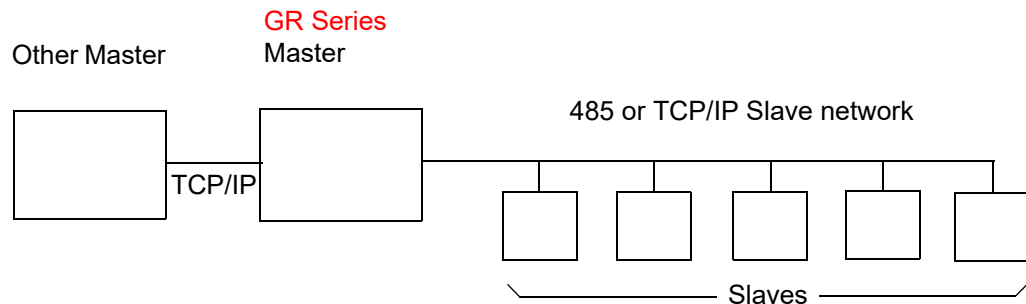 GR Series
Other Master
Master
485 or TCP/IP Slave network
TCP/IP
Slaves